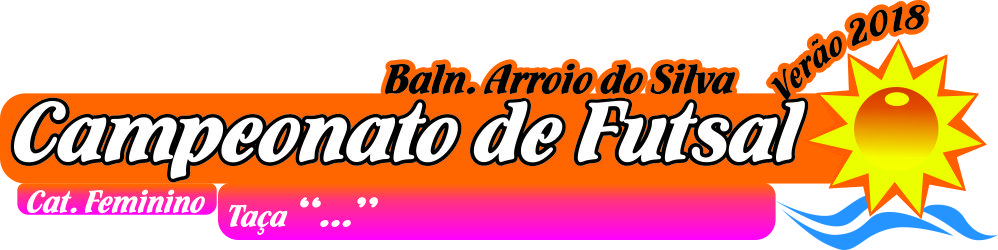 Verão 2018
Baln. Arroio do Silva
Campeonato de Futsal
Cat. Feminino
Taça “...”